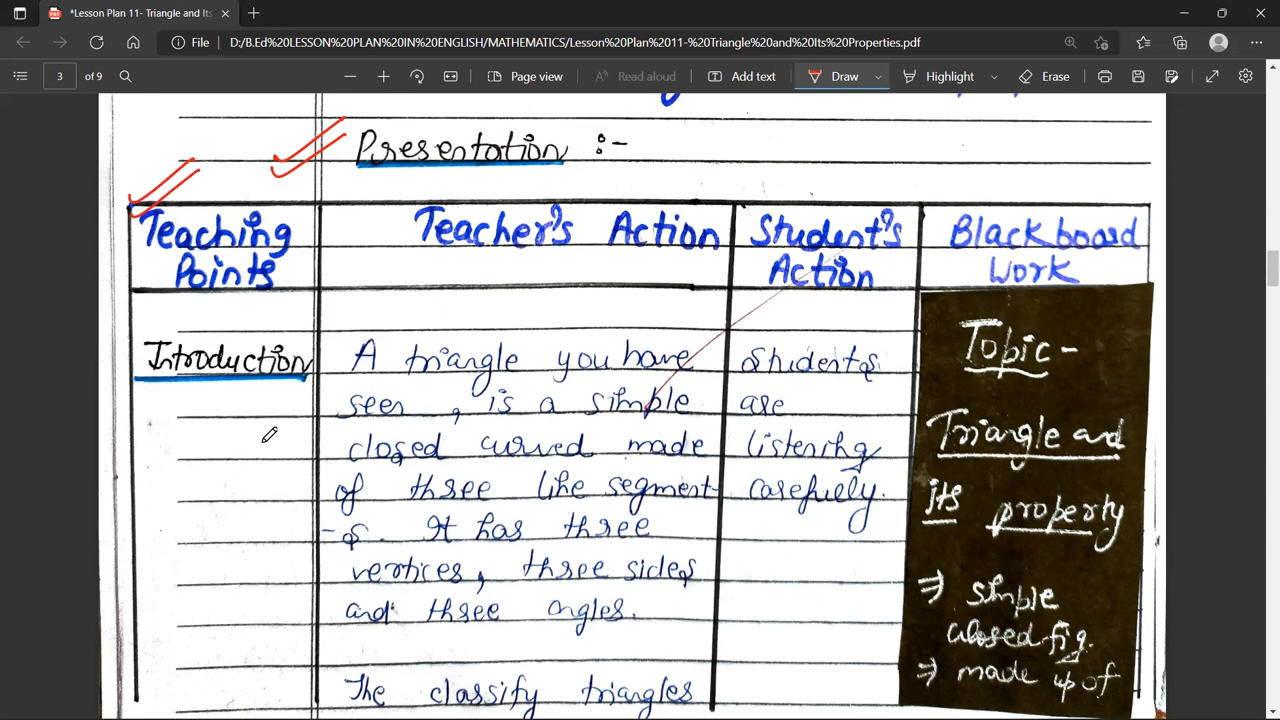 *Lesson Plan 11- Triangle and Its
File D:/B.Ed%20LESSON%20PLAN%20IN%20ENGLISH/MATHEMATICS/Lesson%20Plan%2011-%20Triangle%20and%20Its%20Properties.pdf
3 of 9 Page view Read aloud Add text Draw Highlight Erase
Presentation :-
Teaching Points
Teacher's Action
Student's Action
Blackboard Work
Introduction
A triangle you have
seen, is a simple
closed curved made
of three line segment
-s. It has three
vertices, three sides
and three angles.
The classify triangles
Students
are
listening
carefully.
Topic-
Triangle and
its property
⇒ simple
closed fig.
⇒ made up of